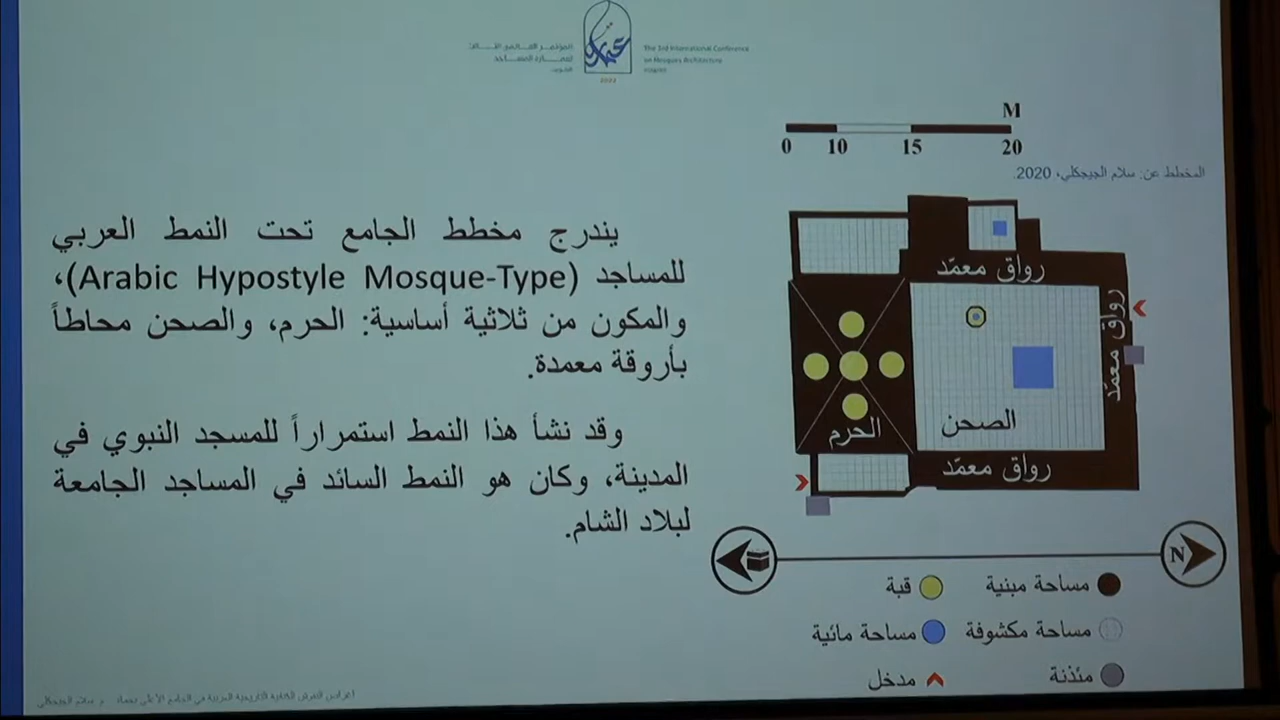 The 3rd International Conference
on Mosques Architecture
2022
يندرج مخطط الجامع تحت النمط العربي
للمساجد (Arabic Hypostyle Mosque-Type)،
والمكون من ثلاثية أساسية: الحرم، والصحن محاطاً
بأروقة معمدة.
وقد نشأ هذا النمط استمراراً للمسجد النبوي في
المدينة، وكان هو النمط السائد في المساجد الجامعة
لبلاد الشام.
M
0 10 15 20
المخطط عن: سلام الجيجكلي، 2020.
رواق معمّد
رواق معمّد
الصحن
الحرم
رواق معمّد
N
مساحة مبنية
قبة
مساحة مكشوفة
مساحة مائية
مئذنة
مدخل